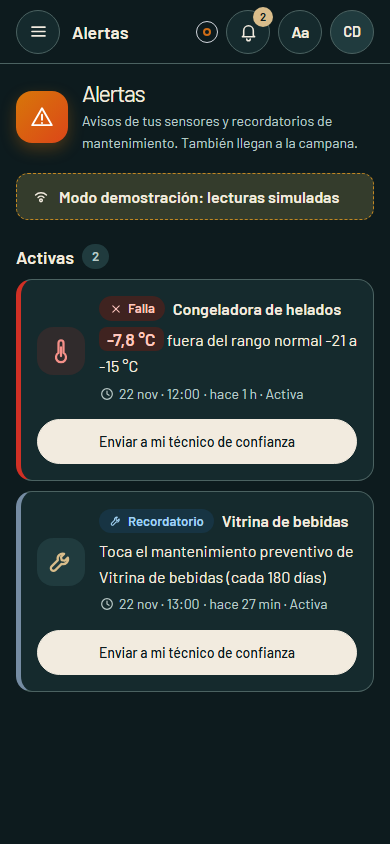 Alertas
2
Aa
CD
Alertas
Avisos de tus sensores y recordatorios de
mantenimiento. También llegan a la campana.
Modo demostración: lecturas simuladas
Activas 2
Falla Congeladora de helados
-7,8 °C fuera del rango normal -21 a
-15 °C
22 nov · 12:00 · hace 1 h · Activa
Enviar a mi técnico de confianza
Recordatorio Vitrina de bebidas
Toca el mantenimiento preventivo de
Vitrina de bebidas (cada 180 días)
22 nov · 13:00 · hace 27 min · Activa
Enviar a mi técnico de confianza